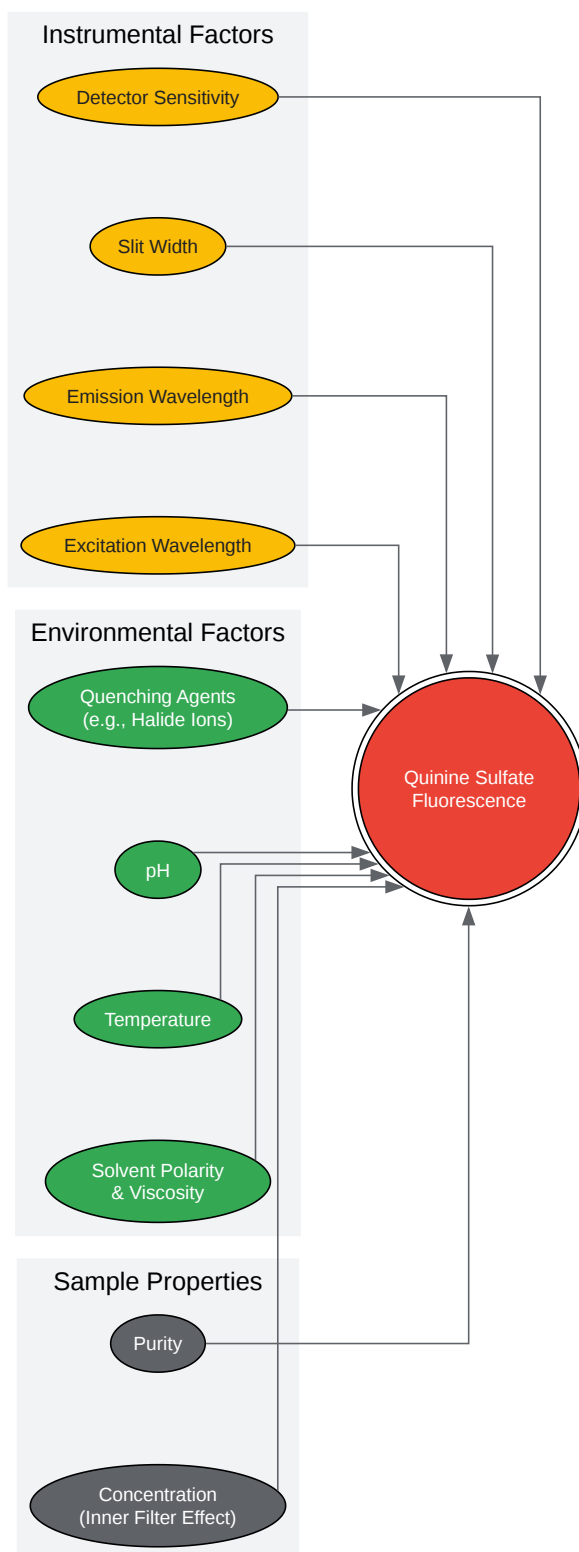 Instrumental Factors
Detector Sensitivity
Slit Width
Emission Wavelength
Excitation Wavelength
Environmental Factors
Quenching Agents
(e.g., Halide Ions)
Quinine Sulfate
Fluorescence
pH
Temperature
Solvent Polarity
& Viscosity
Sample Properties
Purity
Concentration
(Inner Filter Effect)